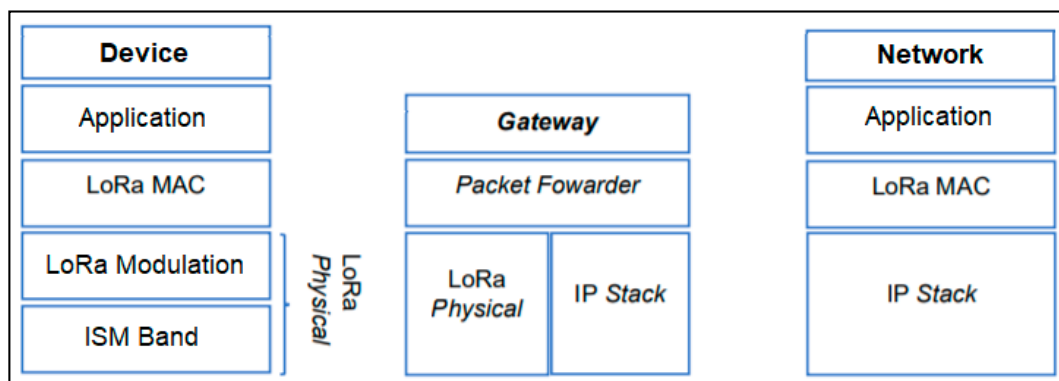 Device
Application
LoRa MAC
LoRa Modulation
ISM Band
LoRa
Physical
Gateway
Packet Fowarder
LoRa
Physical
IP Stack
Network
Application
LoRa MAC
IP Stack